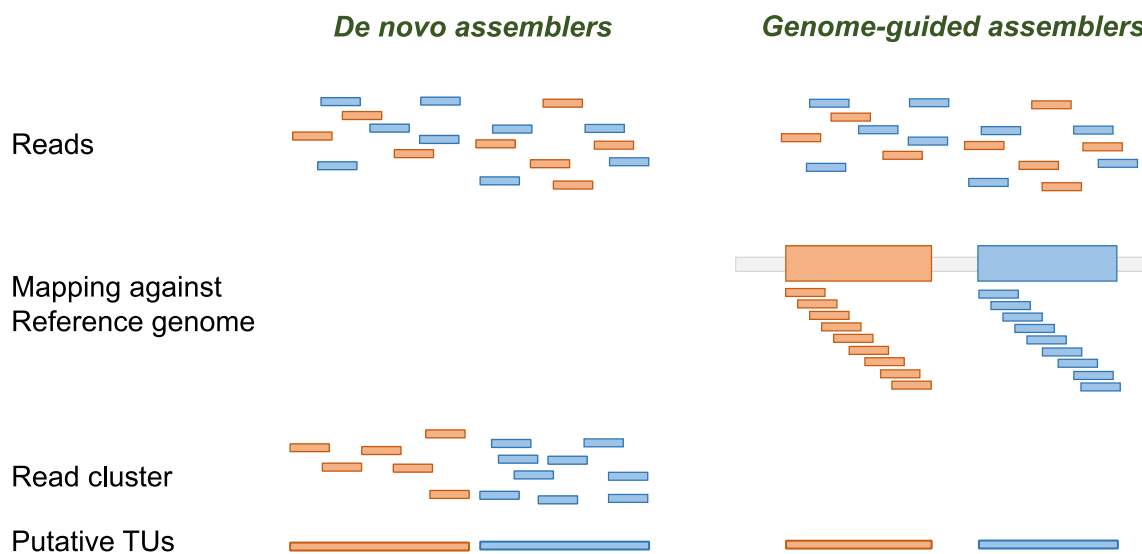 De novo assemblers
Genome-guided assemblers
Reads
Mapping against
Reference genome
Read cluster
Putative TUs